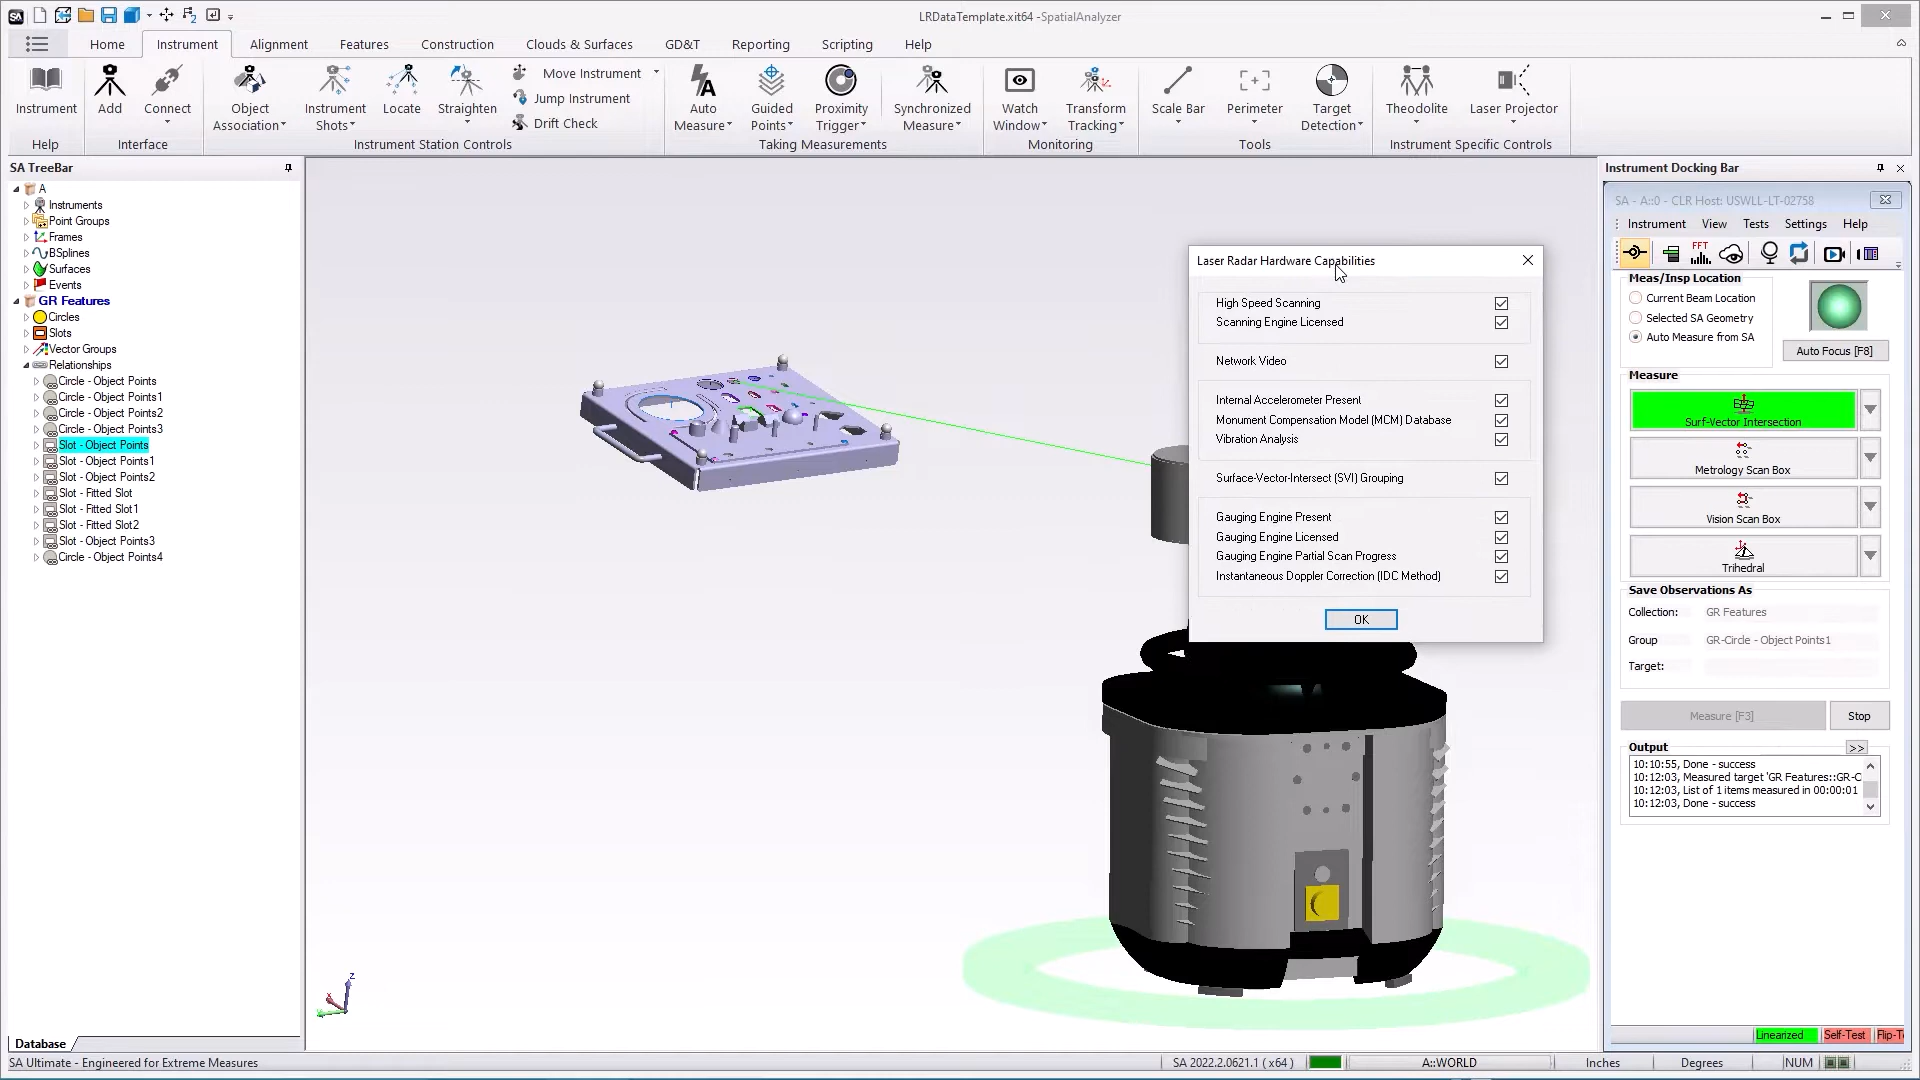 SA
LRDataTemplate.xit64 - SpatialAnalyzer
Home Instrument Alignment Features Construction Clouds & Surfaces GD&T Reporting Scripting Help
Instrument
Help
Add
Connect
Interface
Object Association
Instrument Shots
Locate
Straighten
Move Instrument
Jump Instrument
Drift Check
Instrument Station Controls
Auto Measure
Guided Points
Proximity Trigger
Synchronized Measure
Taking Measurements
Watch Window
Transform Tracking
Monitoring
Scale Bar
Perimeter
Target Detection
Tools
Theodolite
Laser Projector
Instrument Specific Controls
SA TreeBar
A
Instruments
Point Groups
Frames
BSplines
Surfaces
Events
GR Features
Circles
Slots
Vector Groups
Relationships
Circle - Object Points
Circle - Object Points1
Circle - Object Points2
Circle - Object Points3
Slot - Object Points
Slot - Object Points1
Slot - Object Points2
Slot - Fitted Slot
Slot - Fitted Slot1
Slot - Fitted Slot2
Slot - Object Points3
Circle - Object Points4
Database
Z
X
Y
Laser Radar Hardware Capabilities
High Speed Scanning
Scanning Engine Licensed
Network Video
Internal Accelerometer Present
Monument Compensation Model (MCM) Database
Vibration Analysis
Surface-Vector-Intersect (SVI) Grouping
Gauging Engine Present
Gauging Engine Licensed
Gauging Engine Partial Scan Progress
Instantaneous Doppler Correction (IDC Method)
OK
Instrument Docking Bar
SA - A::0 - CLR Host: USWLL-LT-02758
Instrument View Tests Settings Help
FFT
Meas/Insp Location
Current Beam Location
Selected SA Geometry
Auto Measure from SA
Auto Focus [F8]
Measure
Surf-Vector Intersection
Metrology Scan Box
Vision Scan Box
Trihedral
Save Observations As
Collection: GR Features
Group GR-Circle - Object Points1
Target:
Measure [F3] Stop
Output >>
10:10:55, Done - success
10:12:03, Measured target 'GR Features::GR-C
10:12:03, List of 1 items measured in 00:00:01
10:12:03, Done - success
Linearized Self-Test Flip-T
SA Ultimate - Engineered for Extreme Measures
SA 2022.2.0621.1 ( x64 ) A::WORLD Inches Degrees NUM